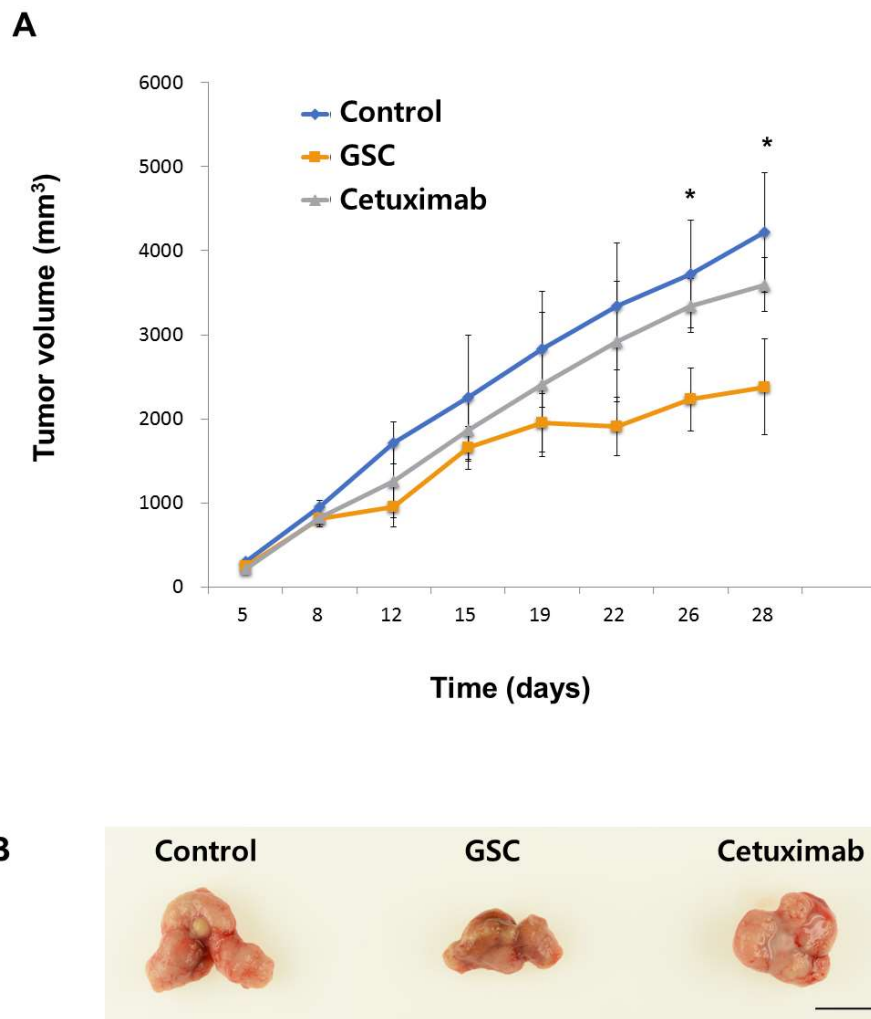 A
6000
5000
4000
3000
2000
1000
0
Tumor volume (mm³)
Control
GSC
Cetuximab
*
*
5 8 12 15 19 22 26 28
Time (days)
B
Control GSC Cetuximab